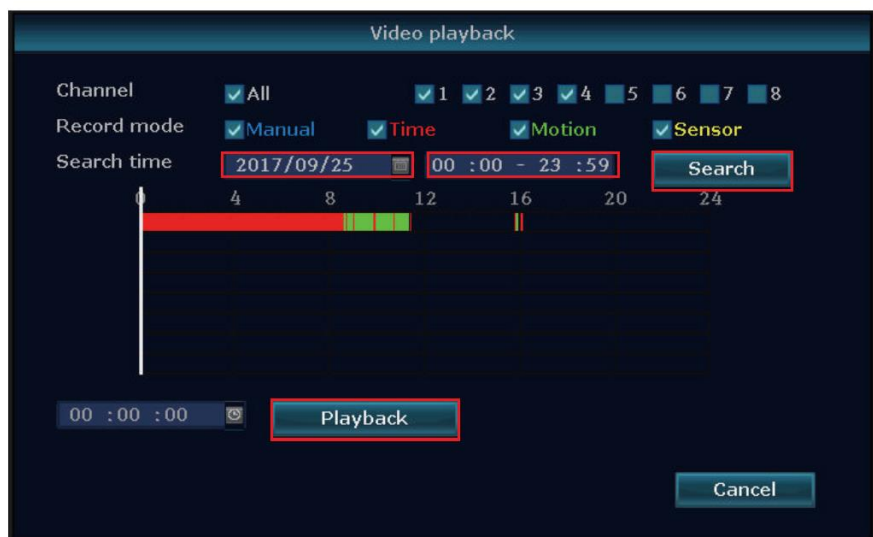 Video playback
Channel All 1 2 3 4 5 6 7 8
Record mode Manual Time Motion Sensor
Search time 2017/09/25 00 :00 - 23 :59 Search
0 4 8 12 16 20 24
00 :00 :00 Playback
Cancel